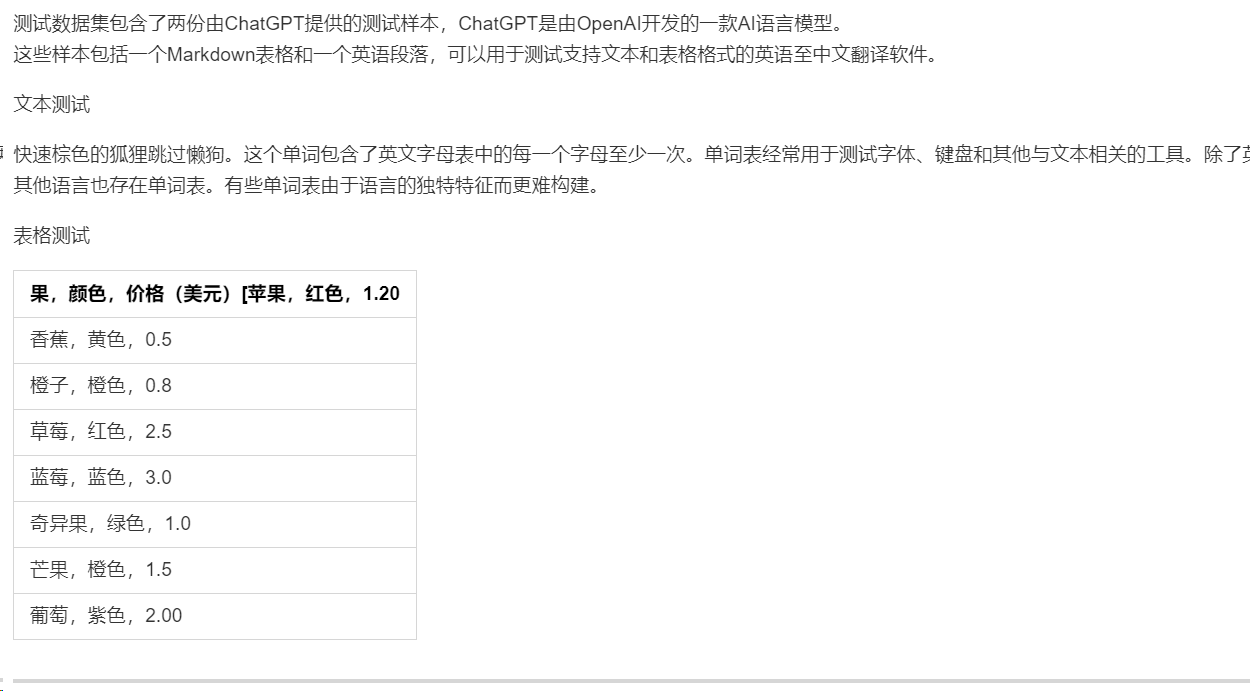 测试数据集包含了两份由ChatGPT提供的测试样本，ChatGPT是由OpenAI开发的一款AI语言模型。
这些样本包括一个Markdown表格和一个英语段落，可以用于测试支持文本和表格格式的英语至中文翻译软件。
文本测试
快速棕色的狐狸跳过懒狗。这个单词包含了英文字母表中的每一个字母至少一次。单词表经常用于测试字体、键盘和其他与文本相关的工具。除了
其他语言也存在单词表。有些单词表由于语言的独特特征而更难构建。
表格测试
果，颜色，价格（美元）[苹果，红色，1.20
香蕉，黄色，0.5
橙子，橙色，0.8
草莓，红色，2.5
蓝莓，蓝色，3.0
奇异果，绿色，1.0
芒果，橙色，1.5
葡萄，紫色，2.00